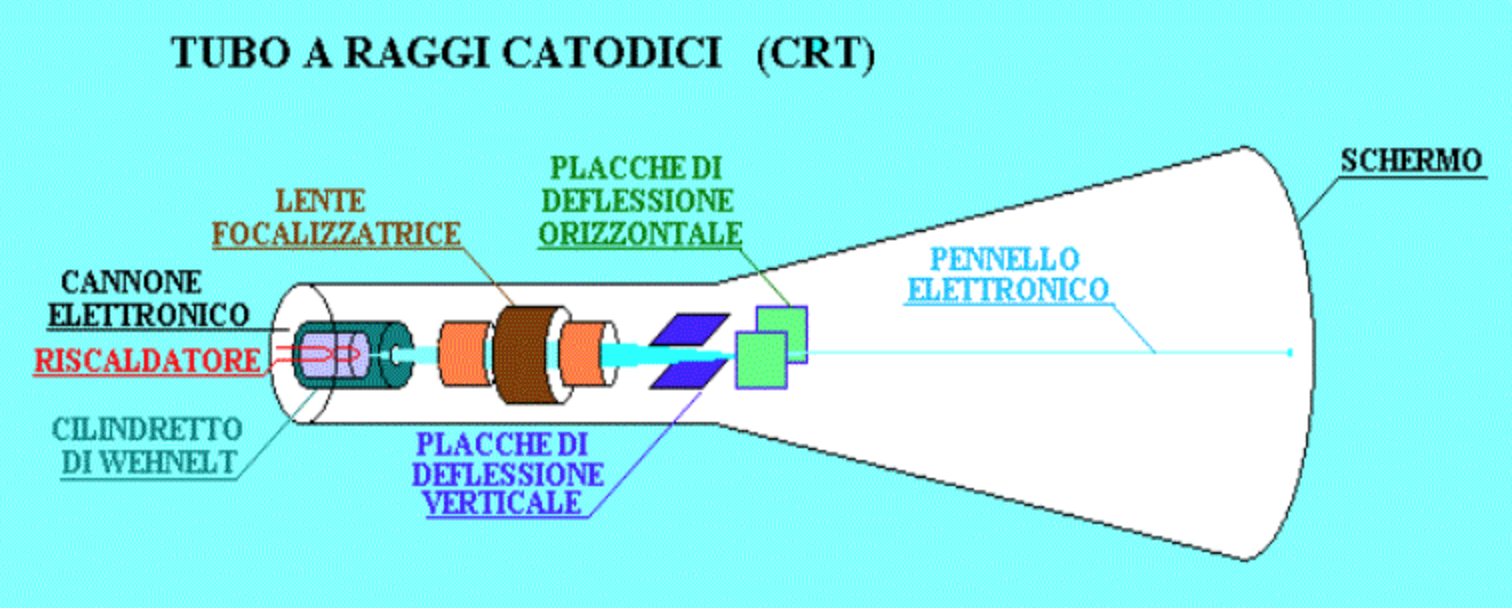 TUBO A RAGGI CATODICI (CRT)
PLACCHE DI
DEFLESSIONE
ORIZZONTALE
SCHERMO
LENTE
FOCALIZZATRICE
PENNELLO
ELETTRONICO
CANNONE
ELETTRONICO
RISCALDATORE
CILINDRETTO
DI WEHNELT
PLACCHE DI
DEFLESSIONE
VERTICALE